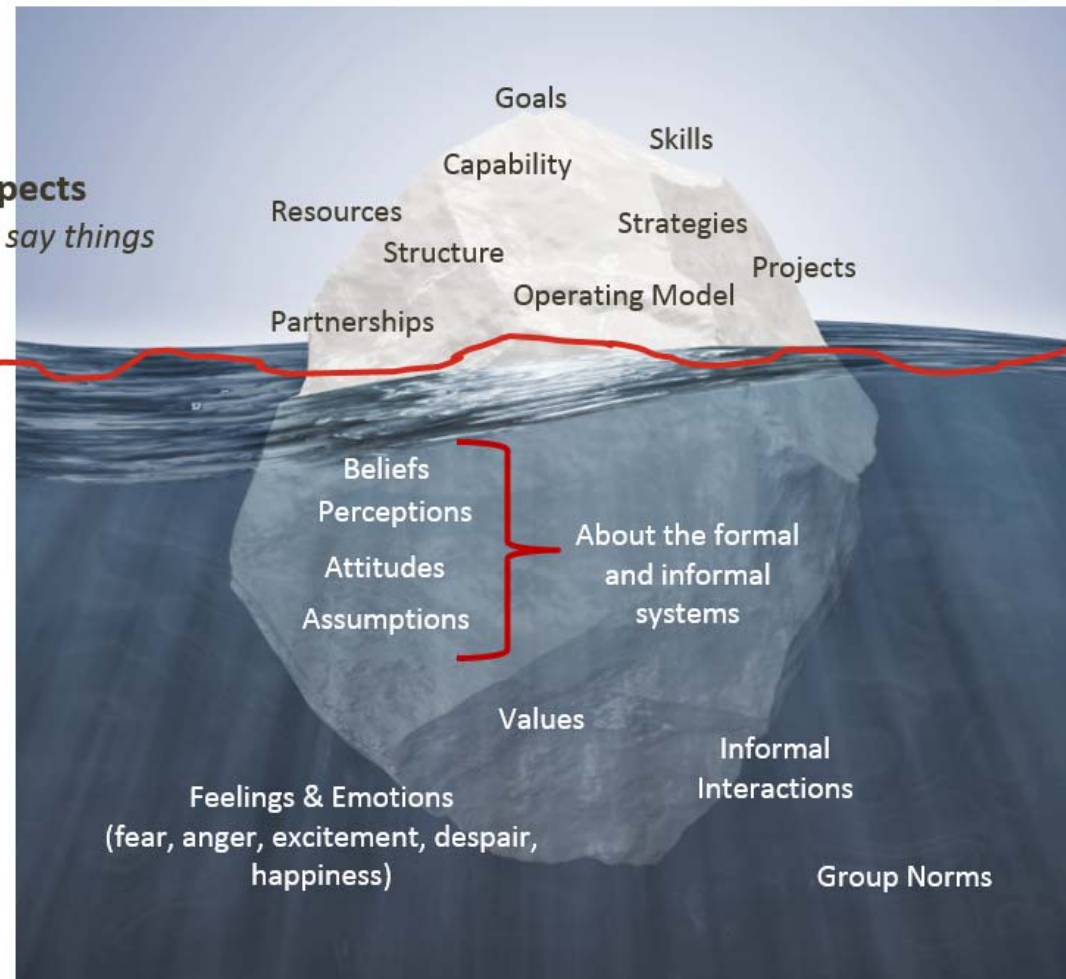 Goals
Skills
Capability
pects
Resources
say things
Strategies
Structure
Projects
Operating Model
Partnerships
Beliefs
Perceptions
Attitudes
Assumptions
About the formal
and informal
systems
Values
Informal
Interactions
Feelings & Emotions
(fear, anger, excitement, despair,
happiness)
Group Norms